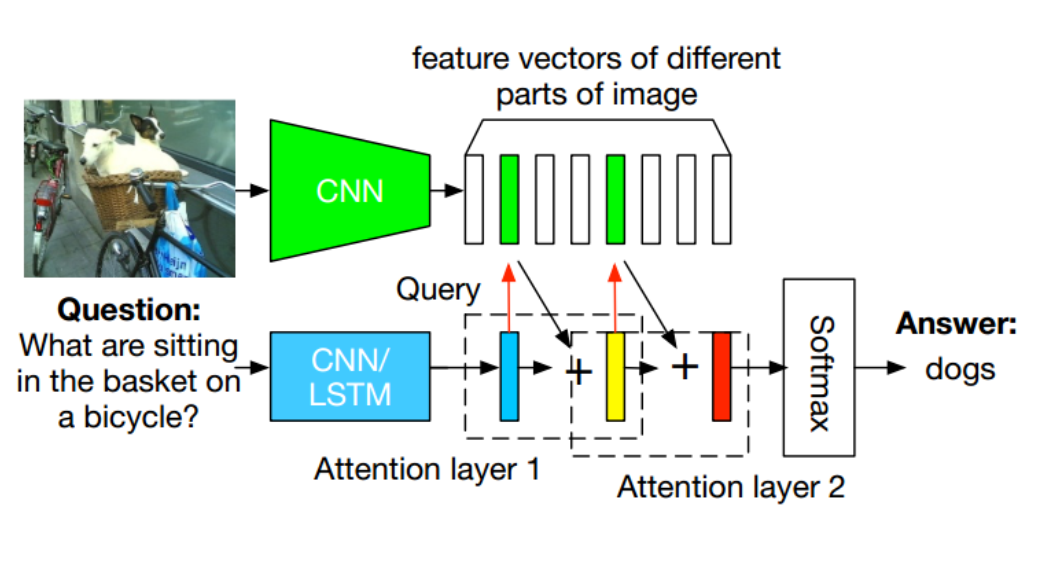 feature vectors of different
parts of image
CNN
Query
Question:
What are sitting
in the basket on
a bicycle?
CNN/
LSTM
+
+
Softmax
Answer:
dogs
Attention layer 1
Attention layer 2